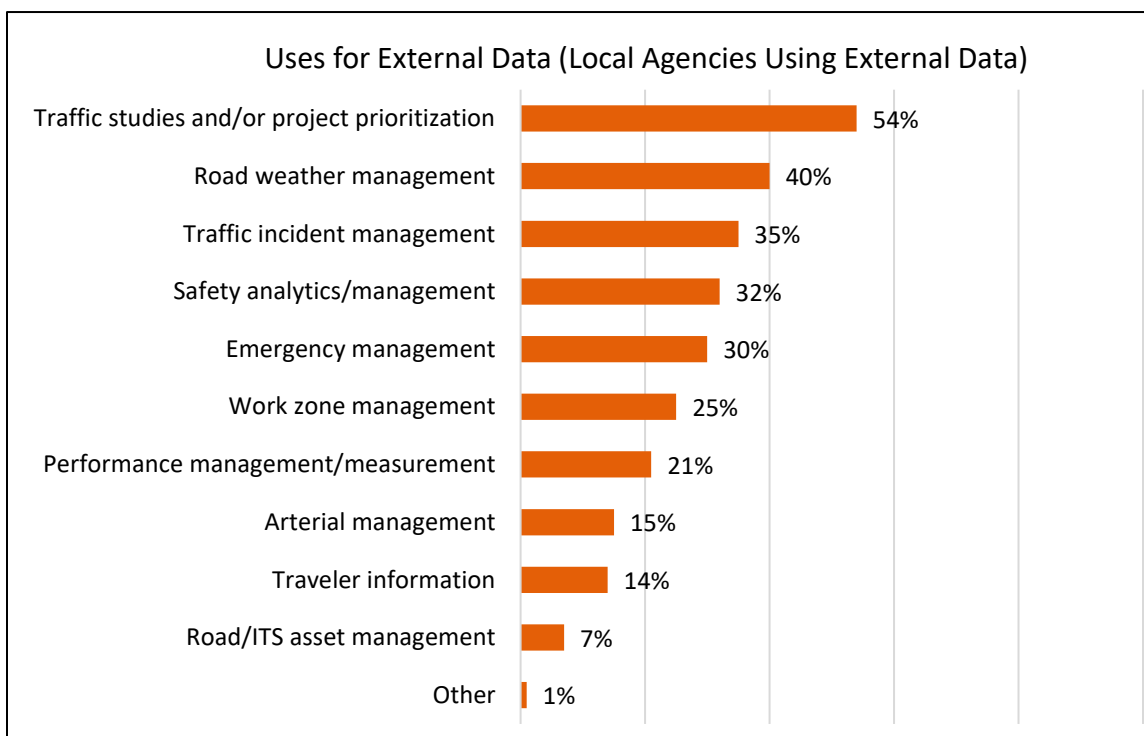 Uses for External Data (Local Agencies Using External Data)
Traffic studies and/or project prioritization 54%
Road weather management 40%
Traffic incident management 35%
Safety analytics/management 32%
Emergency management 30%
Work zone management 25%
Performance management/measurement 21%
Arterial management 15%
Traveler information 14%
Road/ITS asset management 7%
Other 1%